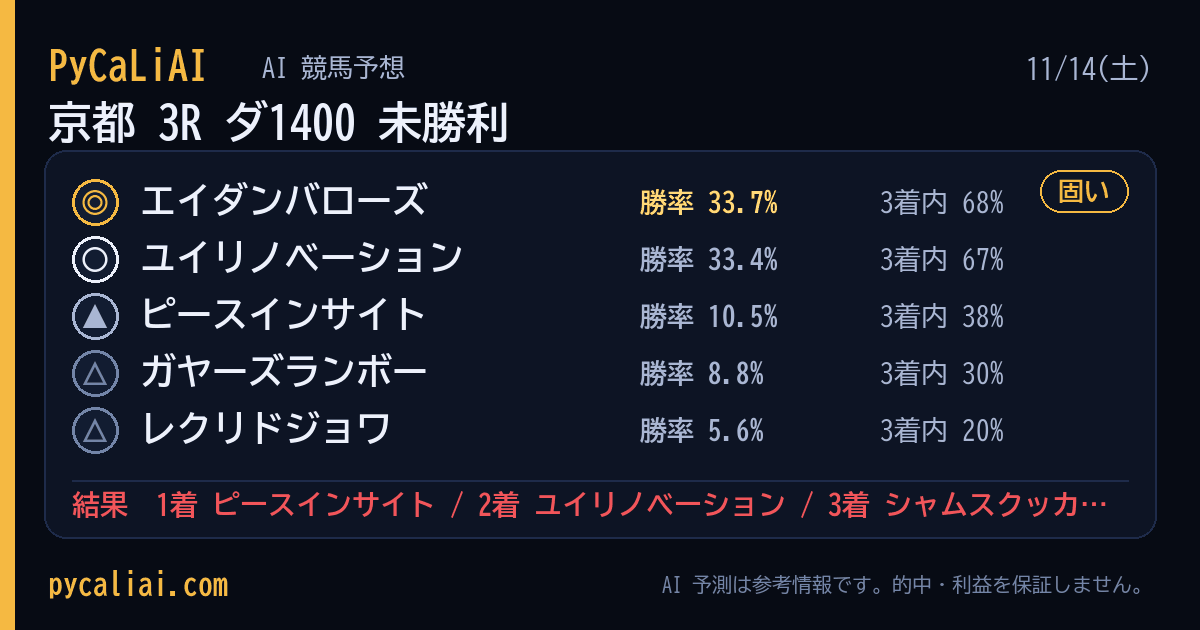 PyCaLiAI AI 競馬予想 11/14(土)
京都 3R ダ1400 未勝利
◎ エイダンバローズ 勝率 33.7% 3着内 68% 固い
○ ユイリノベーション 勝率 33.4% 3着内 67%
▲ ピースインサイト 勝率 10.5% 3着内 38%
△ ガヤーズランボー 勝率 8.8% 3着内 30%
△ レクリドジョワ 勝率 5.6% 3着内 20%
結果 1着 ピースインサイト / 2着 ユイリノベーション / 3着 シャムスクッカ…
pycaliai.com AI 予測は参考情報です。的中・利益を保証しません。